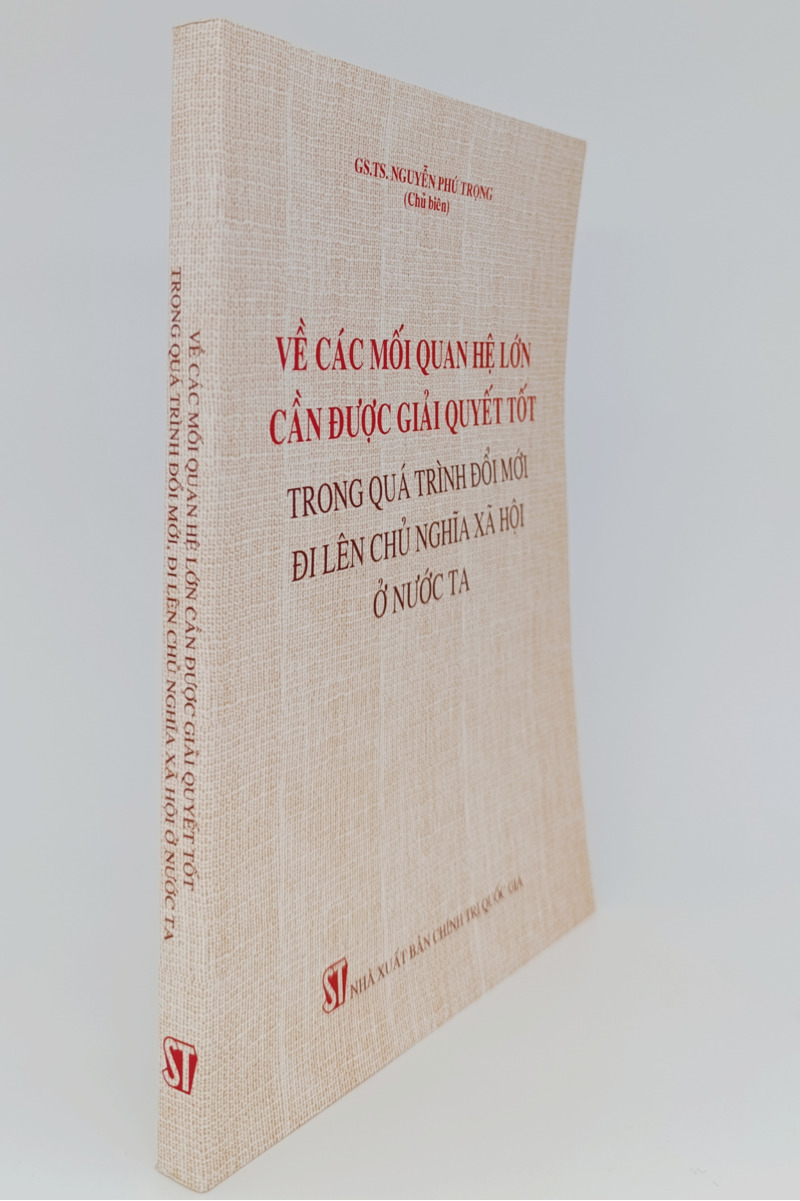 GS.TS. NGUYỄN PHÚ TRỌNG
(Chủ biên)
VỀ CÁC MỐI QUAN HỆ LỚN
CẦN ĐƯỢC GIẢI QUYẾT TỐT
TRONG QUÁ TRÌNH ĐỔI MỚI
ĐI LÊN CHỦ NGHĨA XÃ HỘI
Ở NƯỚC TA
ST NHÀ XUẤT BẢN CHÍNH TRỊ QUỐC GIA
VỀ CÁC MỐI QUAN HỆ LỚN CẦN ĐƯỢC GIẢI QUYẾT TỐT
TRONG QUÁ TRÌNH ĐỔI MỚI, ĐI LÊN CHỦ NGHĨA XÃ HỘI Ở NƯỚC TA
ST